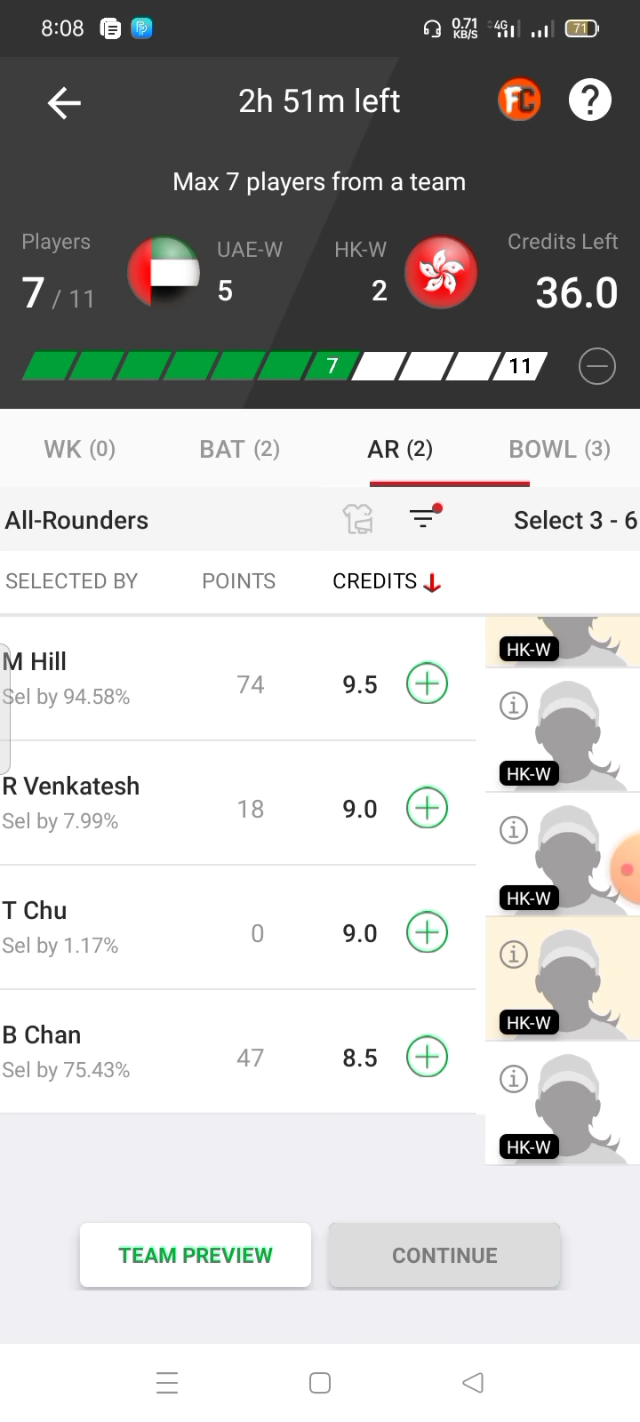 8:08 0.71 KB/S 4G 71
2h 51m left FC ?
Max 7 players from a team
Players UAE-W HK-W Credits Left
7 / 11 5 2 36.0
7 11
WK (0) BAT (2) AR (2) BOWL (3)
All-Rounders Select 3 - 6
SELECTED BY POINTS CREDITS
HK-W
M Hill
Sel by 94.58% 74 9.5
HK-W
R Venkatesh
Sel by 7.99% 18 9.0
HK-W
T Chu
Sel by 1.17% 0 9.0
HK-W
B Chan
Sel by 75.43% 47 8.5
HK-W
TEAM PREVIEW CONTINUE